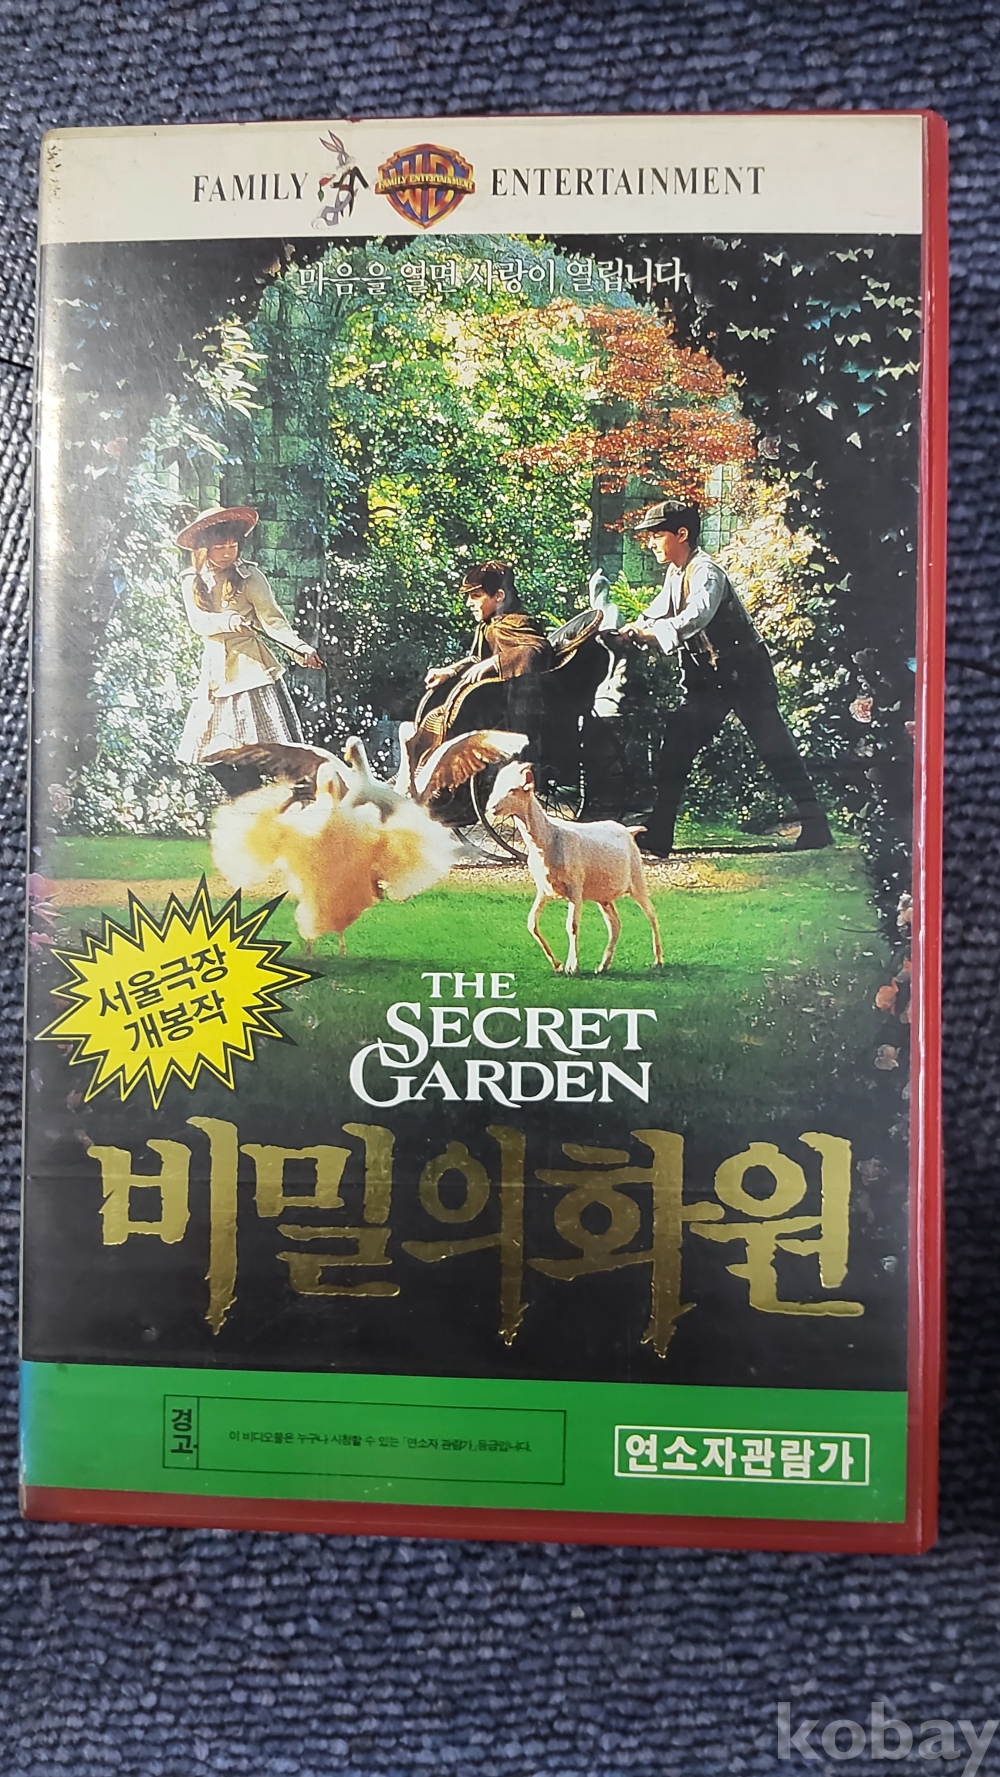 FAMILY ENTERTAINMENT
WB
FAMILY ENTERTAINMENT
마음을 열면 사랑이 열립니다
서울극장
개봉작
THE
SECRET
GARDEN
비밀의 화원
경고
이 비디오물은 누구나 시청할 수 있는 「연소자 관람가」등급입니다.
연소자관람가
kobay